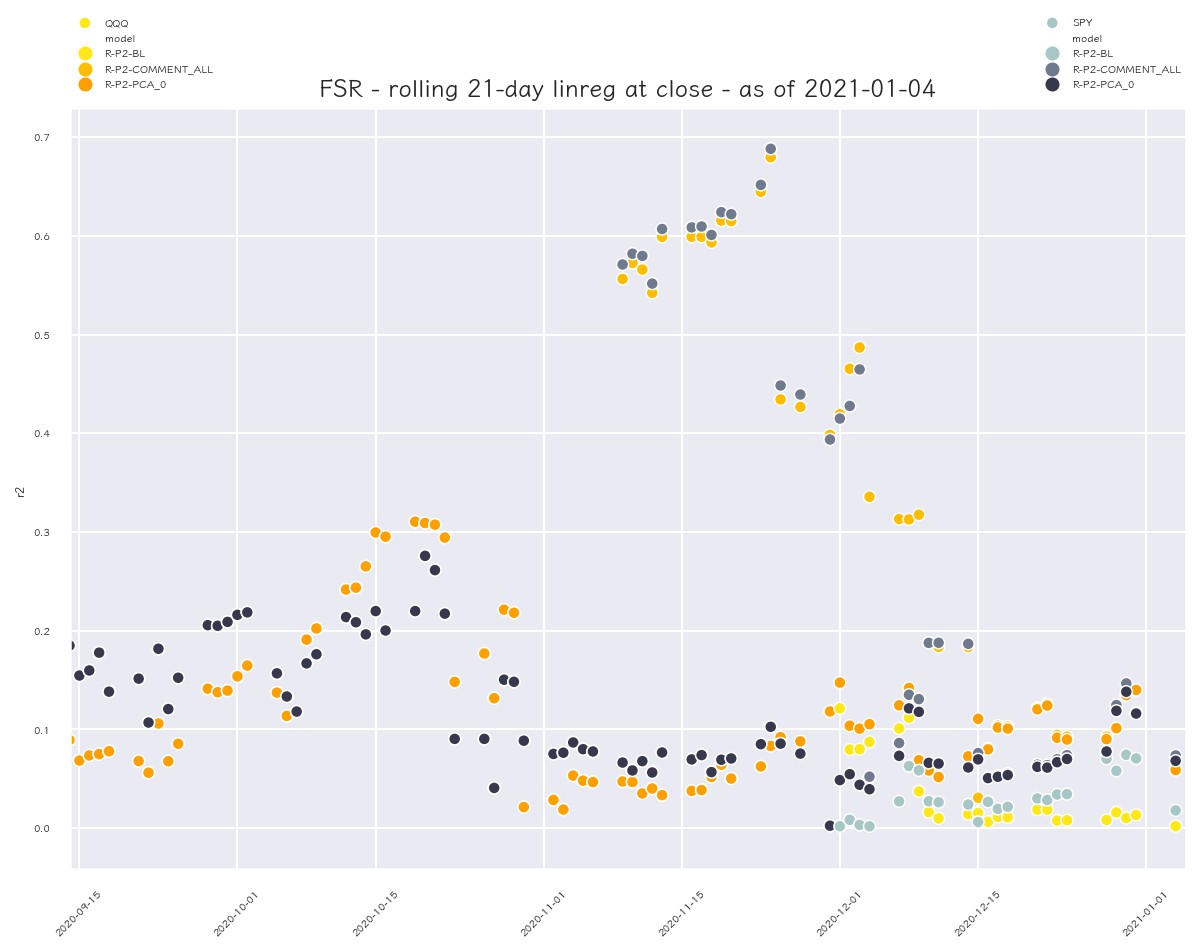 QQQ
model
R-P2-BL
R-P2-COMMENT_ALL
R-P2-PCA_0
SPY
model
R-P2-BL
R-P2-COMMENT_ALL
R-P2-PCA_0
FSR - rolling 21-day linreg at close - as of 2021-01-04
0.7
0.6
0.5
0.4
0.3
0.2
0.1
0.0
r2
2020-09-15
2020-10-01
2020-10-15
2020-11-01
2020-11-15
2020-12-01
2020-12-15
2021-01-01